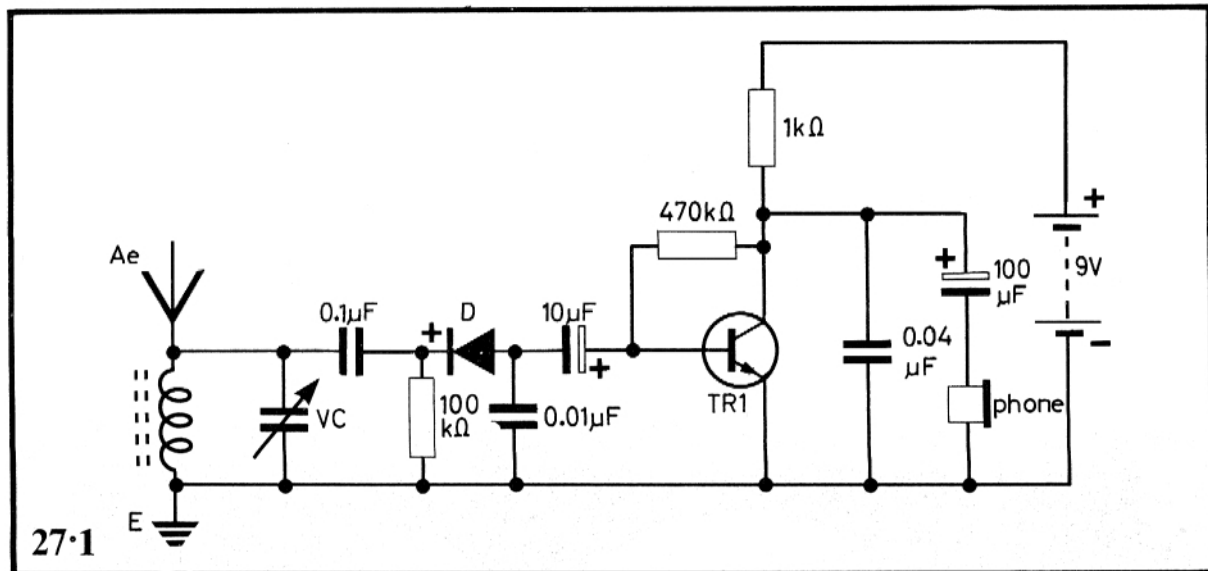 1kΩ
+
470kΩ
Ae
+
100
µF
9V
0.1µF
+
D
10µF
+
0.04
µF
–
VC
100
kΩ
0.01µF
TR1
phone
E
27·1